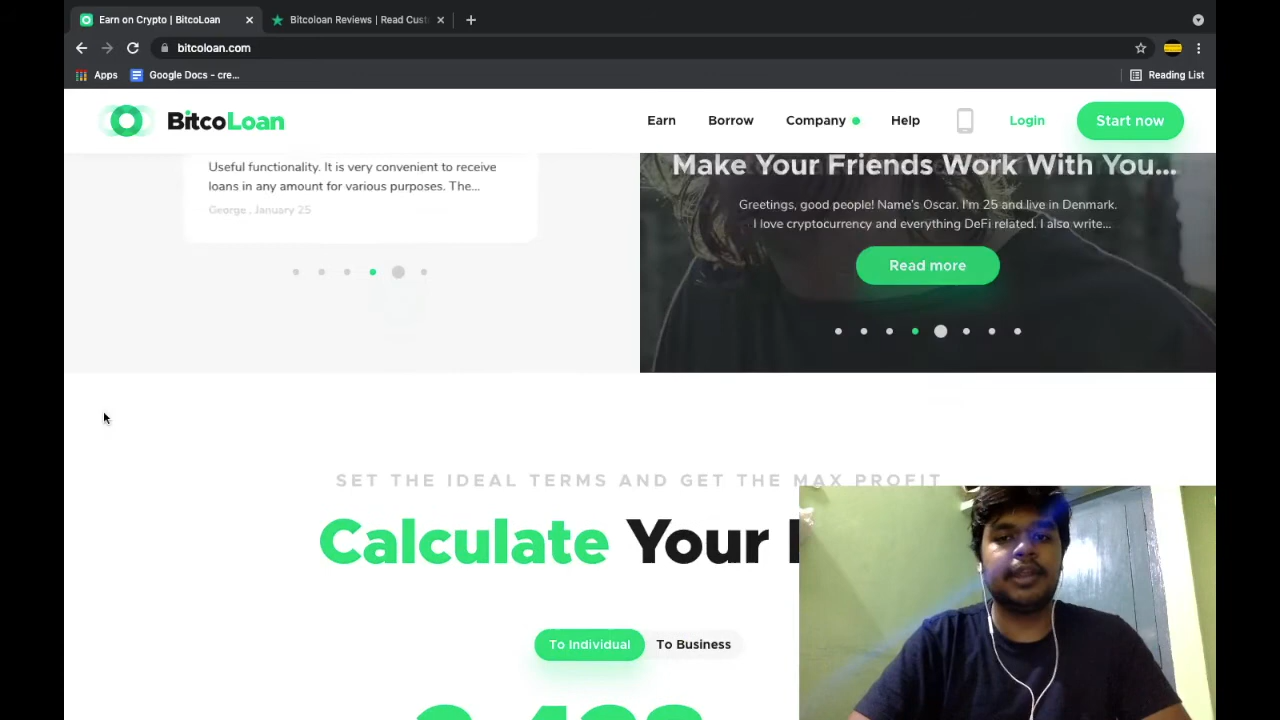 Earn on Crypto | BitcoLoan
Bitcoloan Reviews | Read Cust
bitcoloan.com
Apps
Google Docs - cre...
Reading List
BitcoLoan
Earn
Borrow
Company
Help
Login
Start now
Useful functionality. It is very convenient to receive
loans in any amount for various purposes. The...
George , January 25
Make Your Friends Work With You...
Greetings, good people! Name's Oscar. I'm 25 and live in Denmark.
I love cryptocurrency and everything DeFi related. I also write...
Read more
SET THE IDEAL TERMS AND GET THE MAX PROFIT
Calculate Your
To Individual
To Business